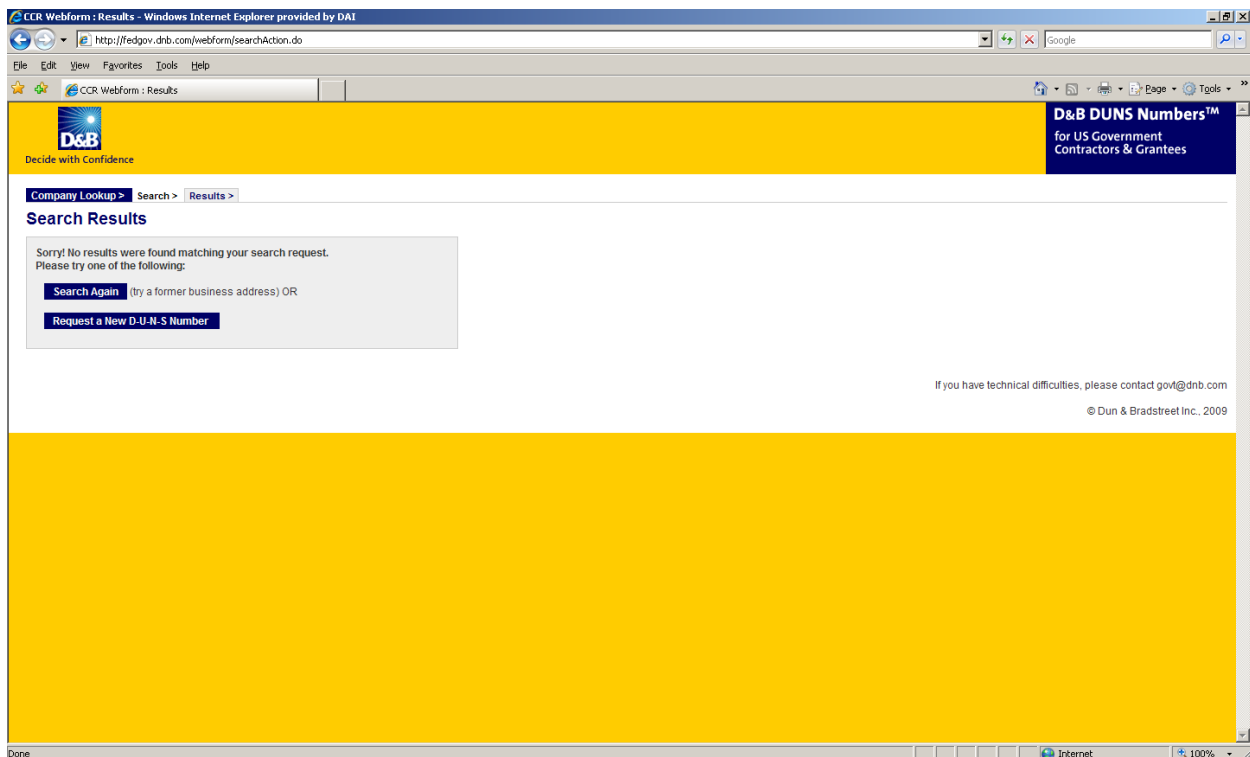 CCR Webform : Results - Windows Internet Explorer provided by DAI
http://fedgov.dnb.com/webform/searchAction.do
Google
File Edit View Favorites Tools Help
CCR Webform : Results
Page Tools »
D&B
Decide with Confidence
D&B DUNS Numbers™
for US Government
Contractors & Grantees
Company Lookup > Search > Results >
Search Results
Sorry! No results were found matching your search request.
Please try one of the following:
Search Again (try a former business address) OR
Request a New D-U-N-S Number
If you have technical difficulties, please contact govt@dnb.com
© Dun & Bradstreet Inc., 2009
Done
Internet
100%